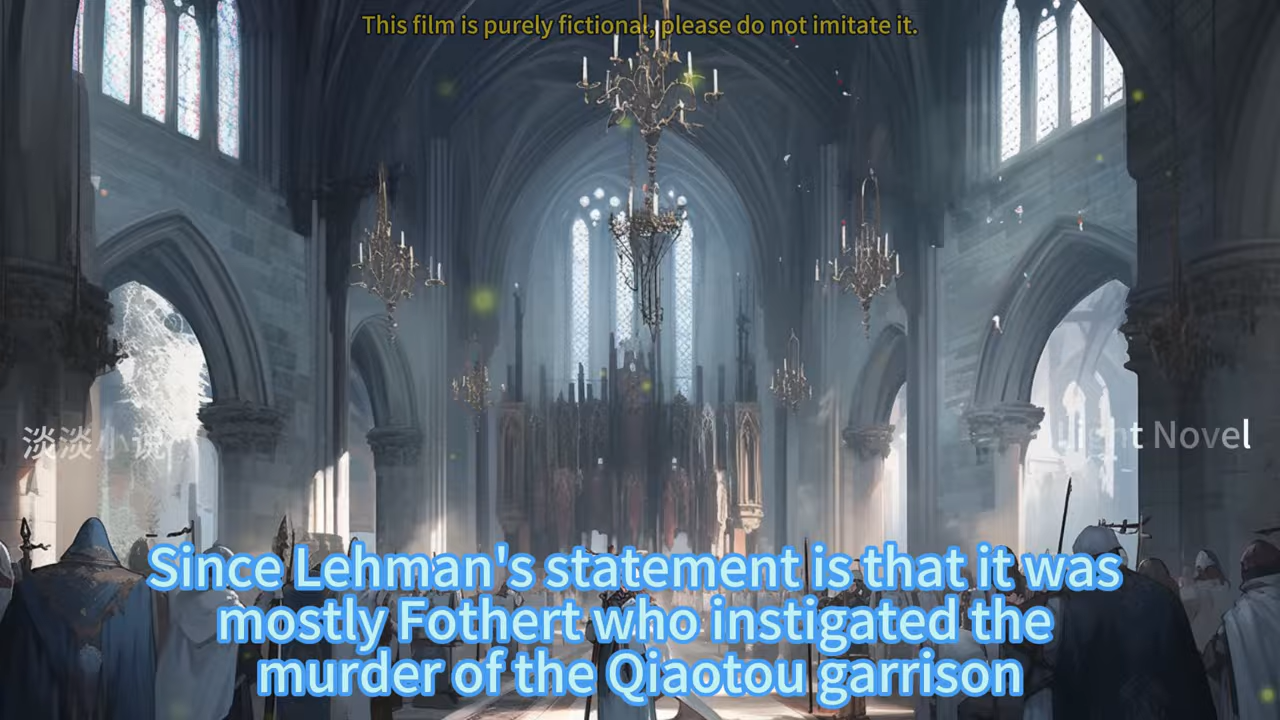 This film is purely fictional, please do not imitate it.
淡淡小说
Light Novel
Since Lehman's statement is that it was
mostly Fothert who instigated the
murder of the Qiaotou garrison